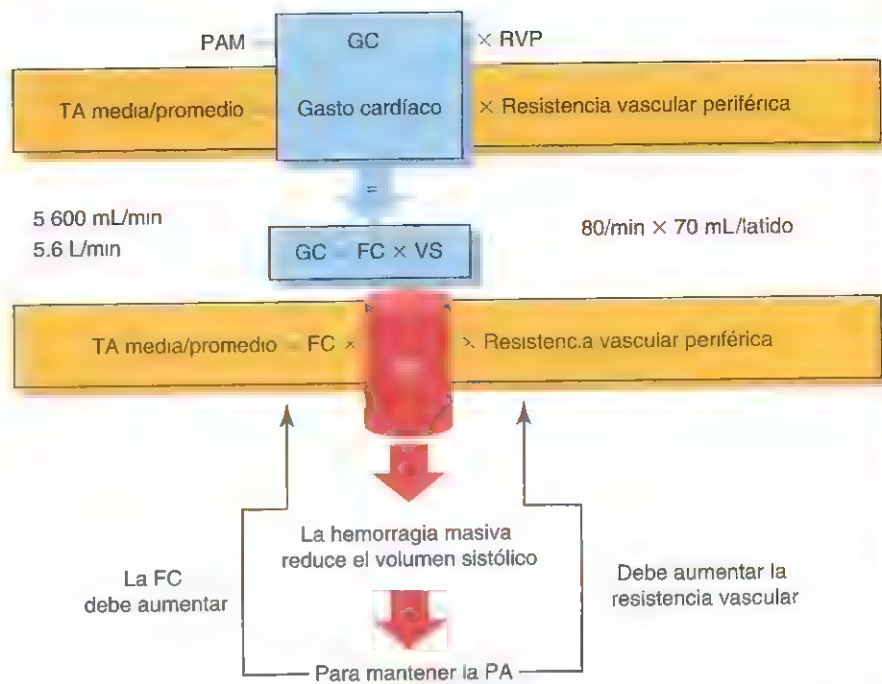 PAM = GC × RVP
TA media/promedio = Gasto cardíaco × Resistencia vascular periférica
=
5 600 mL/min
5.6 L/min
GC = FC × VS
80/min × 70 mL/latido
TA media/promedio = FC × × Resistencia vascular periférica
La hemorragia masiva
reduce el volumen sistólico
La FC
debe aumentar
Debe aumentar la
resistencia vascular
Para mantener la PA